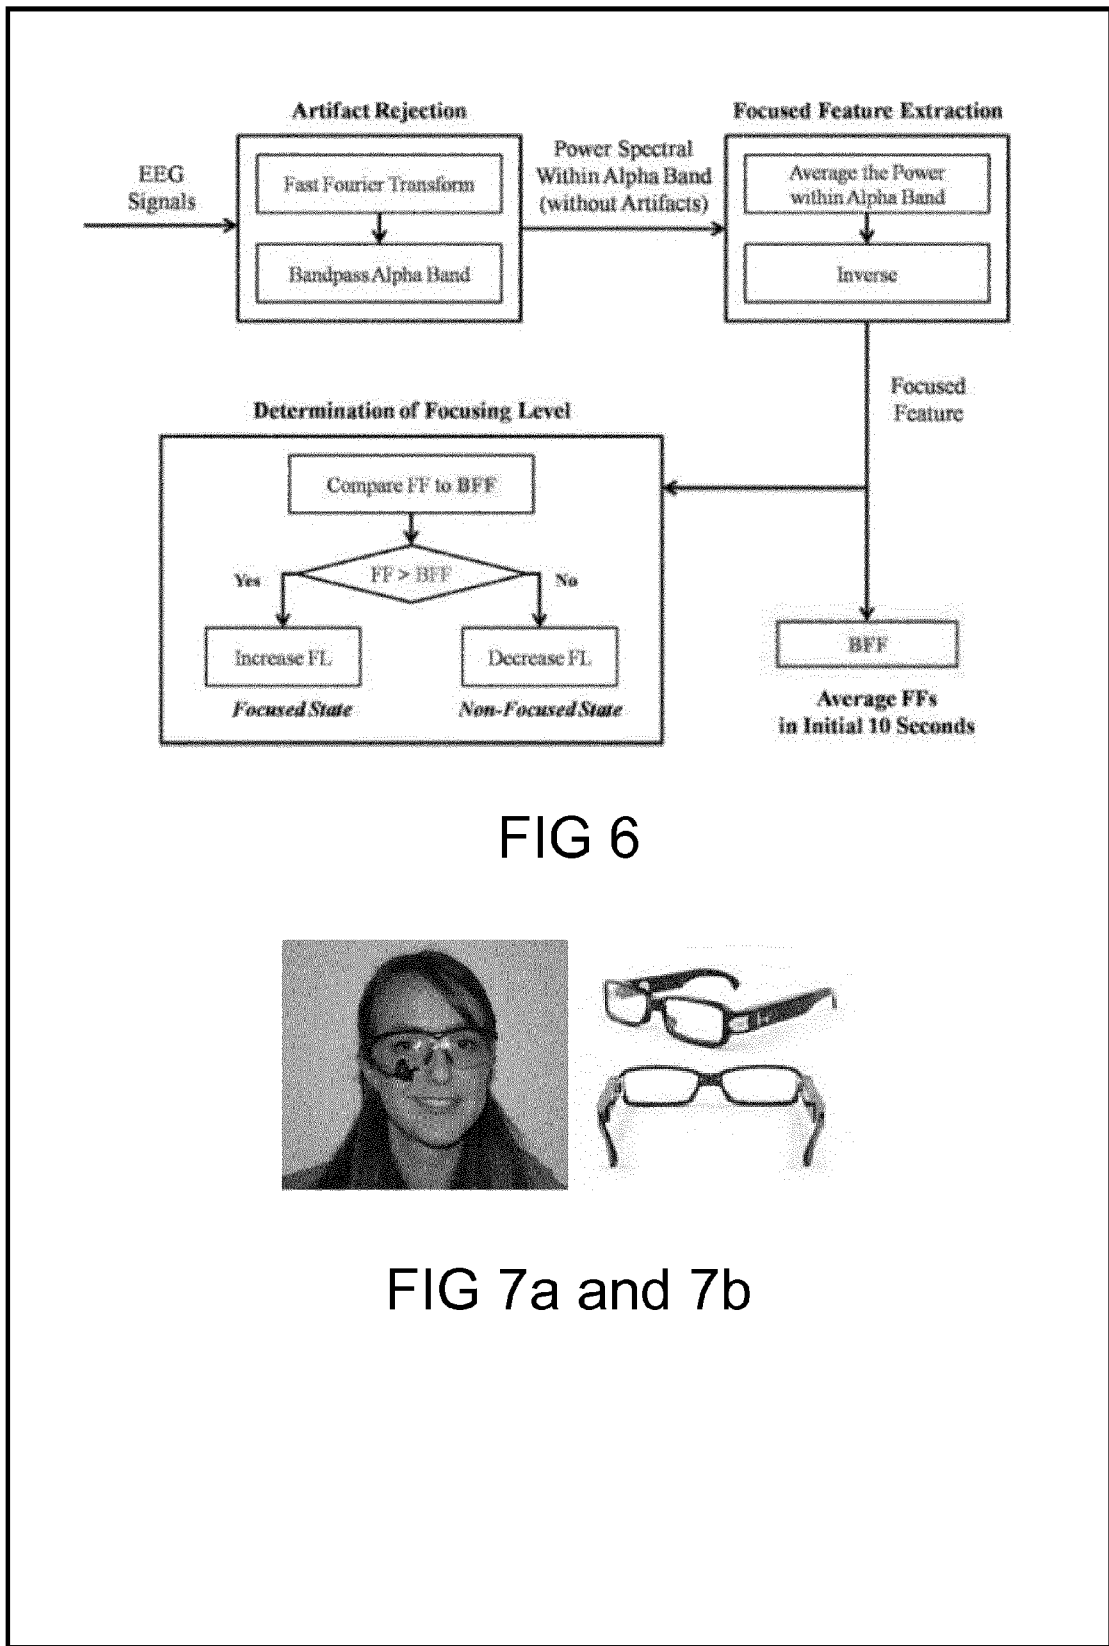 Artifact Rejection
Focused Feature Extraction
EEG
Signals
Fast Fourier Transform
Bandpass Alpha Band
Power Spectral
Within Alpha Band
(without Artifacts)
Average the Power
within Alpha Band
Inverse
Focused
Feature
Determination of Focusing Level
Compare FF to BFF
FF > BFF
Yes
No
Increase FL
Decrease FL
Focused State
Non-Focused State
BFF
Average FFs
in Initial 10 Seconds
FIG 6
FIG 7a and 7b